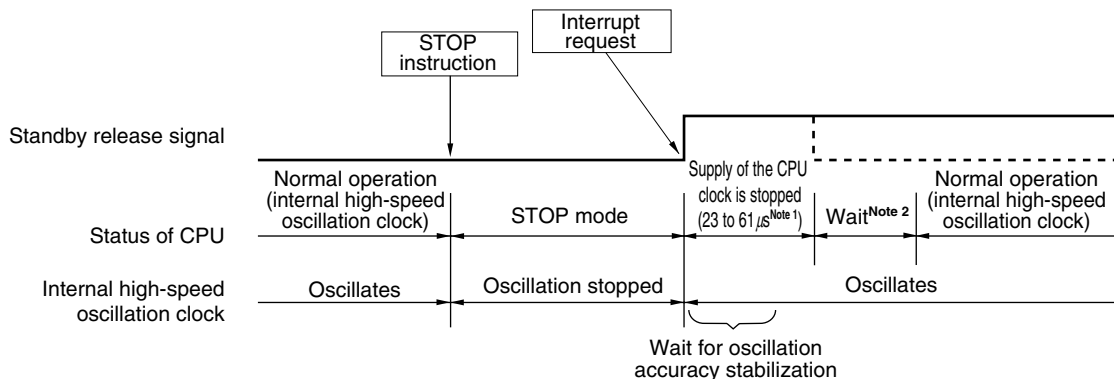 STOP
instruction
Interrupt
request
Standby release signal
Status of CPU
Normal operation
(internal high-speed
oscillation clock)
STOP mode
Supply of the CPU
clock is stopped
(23 to 61 μsNote 1)
WaitNote 2
Normal operation
(internal high-speed
oscillation clock)
Internal high-speed
oscillation clock
Oscillates
Oscillation stopped
Oscillates
Wait for oscillation
accuracy stabilization